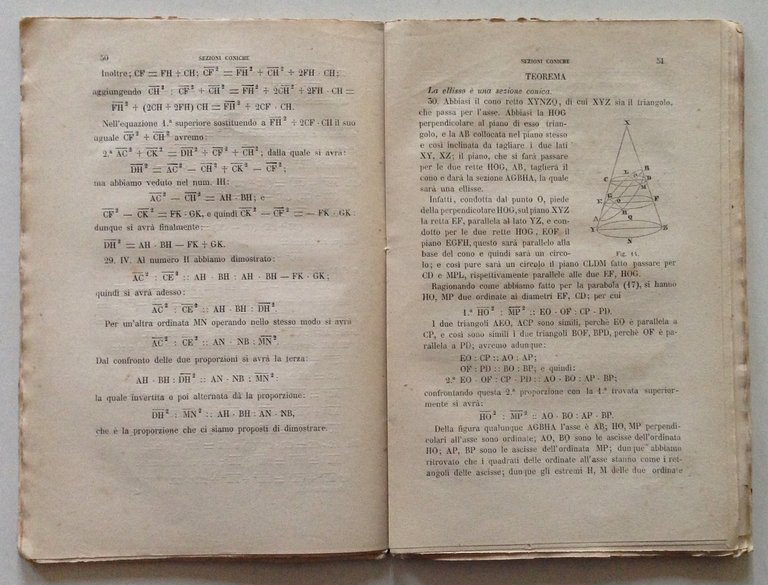 50
SEZIONI CONICHE
Inoltre; CF = FH + CH; CF² = FH² + CH² + 2FH · CH;
aggiungendo CH² : CF² + CH² = FH² + 2CH² + 2FH · CH =
FH² + (2CH + 2FH) CH = FH² + 2CF · CH.
Nell'equazione 1.ª superiore sostituendo a FH² + 2CF · CH il suo
uguale CF² + CH² avremo:
2.ª AC² + CK² = DH² + CF² + CH²; dalla quale si avrà:
DH² = AC² — CH² + CK² — CF²;
ma abbiamo veduto nel num. III:
AC² — CH² = AH · BH; e
CF² — CK² = FK · GK, e quindi CK² — CF² = — FK · GK:
dunque si avrà finalmente:
DH² = AH · BH — FK + GK.
29. IV. Al numero II abbiamo dimostrato:
AC² : CE² :: AH · BH : AH · BH — FK · GK;
quindi si avrà adesso:
AC² : CE² :: AH · BH : DH².
Per un'altra ordinata MN operando nello stesso modo si avrà
AC² : CE² :: AN · NB : MN².
Dal confronto delle due proporzioni si avrà la terza:
AH · BH : DH² :: AN · NB : MN²;
la quale invertita o poi alternata dà la proporzione:
DH² : MN² :: AH · BH : AN · NB,
che è la proporzione che ci siamo proposti di dimostrare.
SEZIONI CONICHE
51
TEOREMA
La ellisse è una sezione conica.
30. Abbiasi il cono retto XYNZQ, di cui XYZ sia il triangolo,
che passa per l'asse. Abbiasi la HOG
perpendicolare al piano di esso trian-
golo, e la AB collocata nel piano stesso
e così inclinata da tagliare i due lati
XY, XZ; il piano, che si farà passare
per le due rette HOG, AB, taglierà il
cono e darà la sezione AGBHA, la quale
sarà una ellisse.
Infatti, condotta dal punto O, piede
della perpendicolare HOG, sul piano XYZ
la retta EF, parallela al lato YZ, e con-
dotto per le due rette HOG, EOF il
piano EGFH, questo sarà parallelo alla
base del cono e quindi sarà un circo-
lo; e così pure sarà un circolo il piano CLDM fatto passare per
CD e MPL, rispettivamente parallele alle due EF, HOG.
X
B
C
D
M
E
F
A
Y
Z
N
Fig. 14.
Ragionando come abbiamo fatto per la parabola (17), si hanno
HO, MP due ordinate ai diametri EF, CD; per cui
1.ª HO² : MP² :: EO · OF : CP · PD.
I due triangoli AEO, ACP sono simili, perchè EO è parallela a
CP, e così sono simili i due triangoli BOF, BPD, perchè OF è pa-
rallela a PD; avremo adunque:
EO : CP :: AO : AP;
OF : PD :: BO : BP; e quindi:
2.ª EO · OF : CP · PD :: AO · BO : AP · BP;
confrontando questa 2.ª proporzione con la 1.ª trovata superior-
mente si avrà:
HO² : MP² :: AO · BO : AP · BP.
Della figura qualunque AGBHA l'asse è AB; HO, MP perpendi-
colari all'asse sono ordinate; AO, BO sono le ascisse dell'ordinata
HO; AP, BP sono le ascisse dell'ordinata MP; dunque abbiamo
ritrovato che i quadrati delle ordinate all'asse stanno come i ret-
angoli delle ascisse; dunque gli estremi H, M delle due ordinate